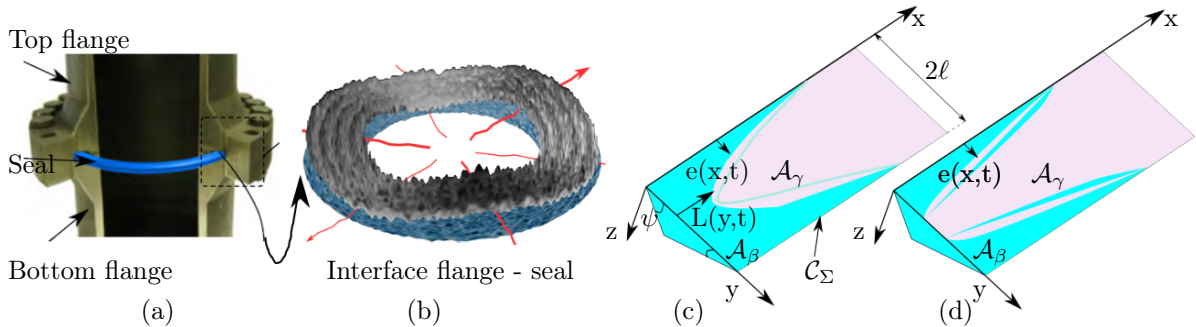 Top flange
Seal
Bottom flange
(a)
Interface flange - seal
(b)
x
2ℓ
e(x,t)
𝒜γ
L(y,t)
ψ
z
𝒜β
𝒞Σ
y
(c)
x
e(x,t)
𝒜γ
z
𝒜β
y
(d)